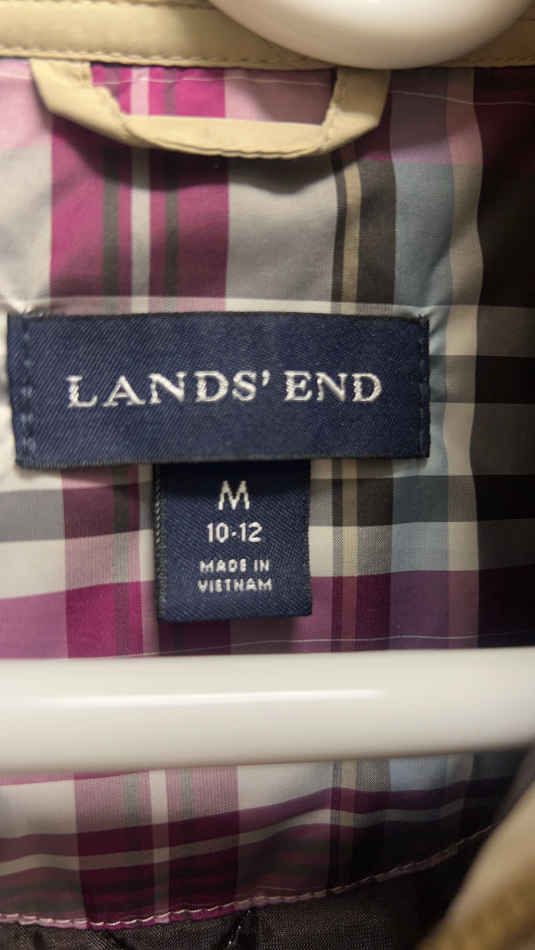 LANDS' END
M
10-12
MADE IN
VIETNAM